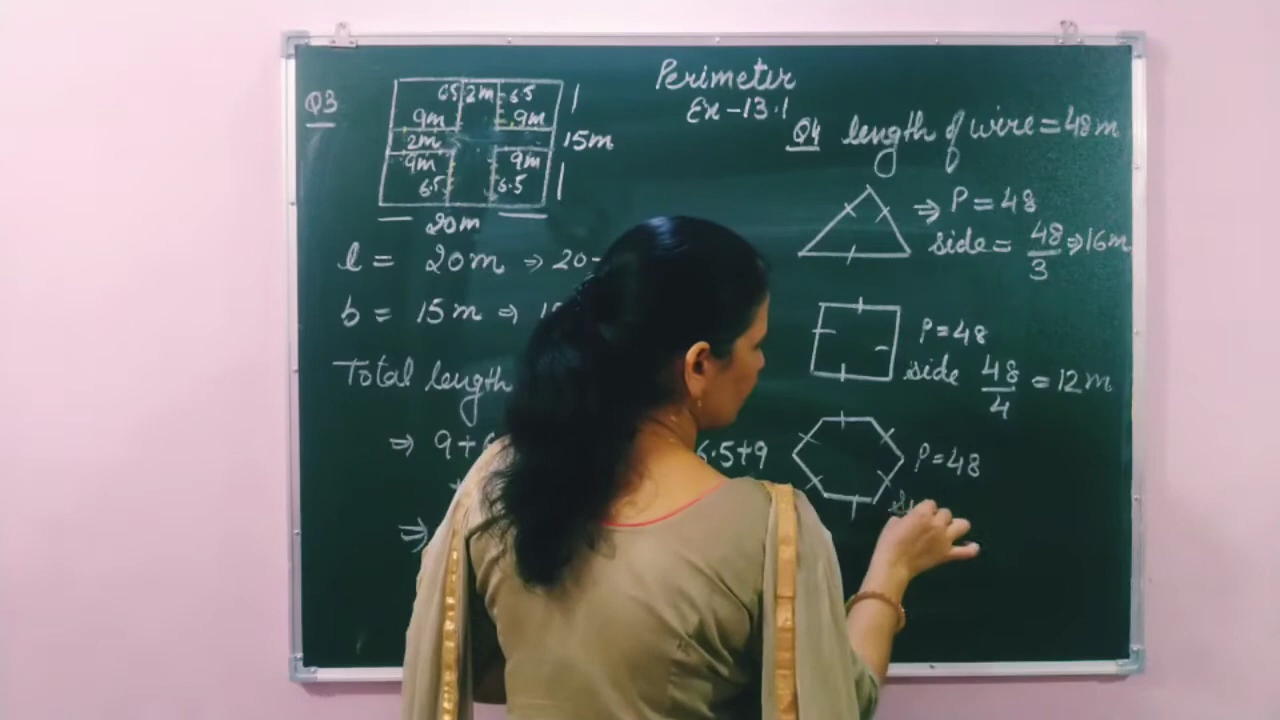 Perimeter
Ex-13.1
Q3
6.5 2m 6.5
9m 9m
2m 15m
9m 9m
6.5 6.5
20m
l = 20m ⇒ 20-
b = 15m ⇒ 15
Total length
⇒ 9+6 6.5+9
⇒
Q4 length of wire = 48m
⇒ P = 48
side = 48/3 ⇒ 16m
P = 48
side 48/4 = 12m
P = 48